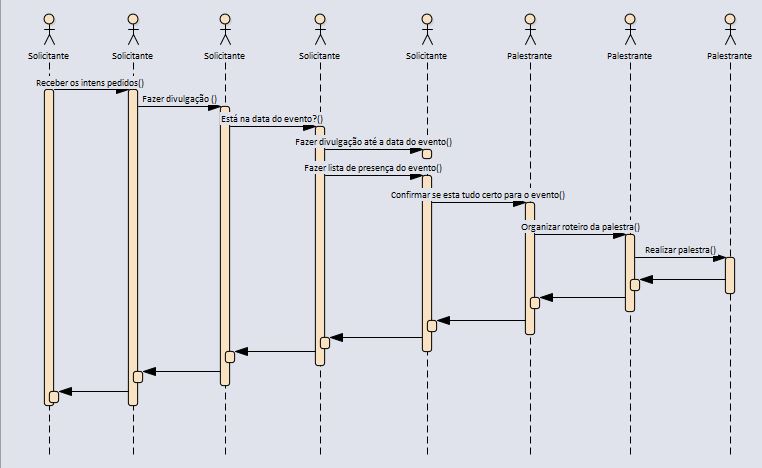 Solicitante
Solicitante
Solicitante
Solicitante
Solicitante
Palestrante
Palestrante
Palestrante
Receber os intens pedidos()
Fazer divulgação ()
Está na data do evento?()
Fazer divulgação até a data do evento()
Fazer lista de presença do evento()
Confirmar se esta tudo certo para o evento()
Organizar roteiro da palestra()
Realizar palestra()